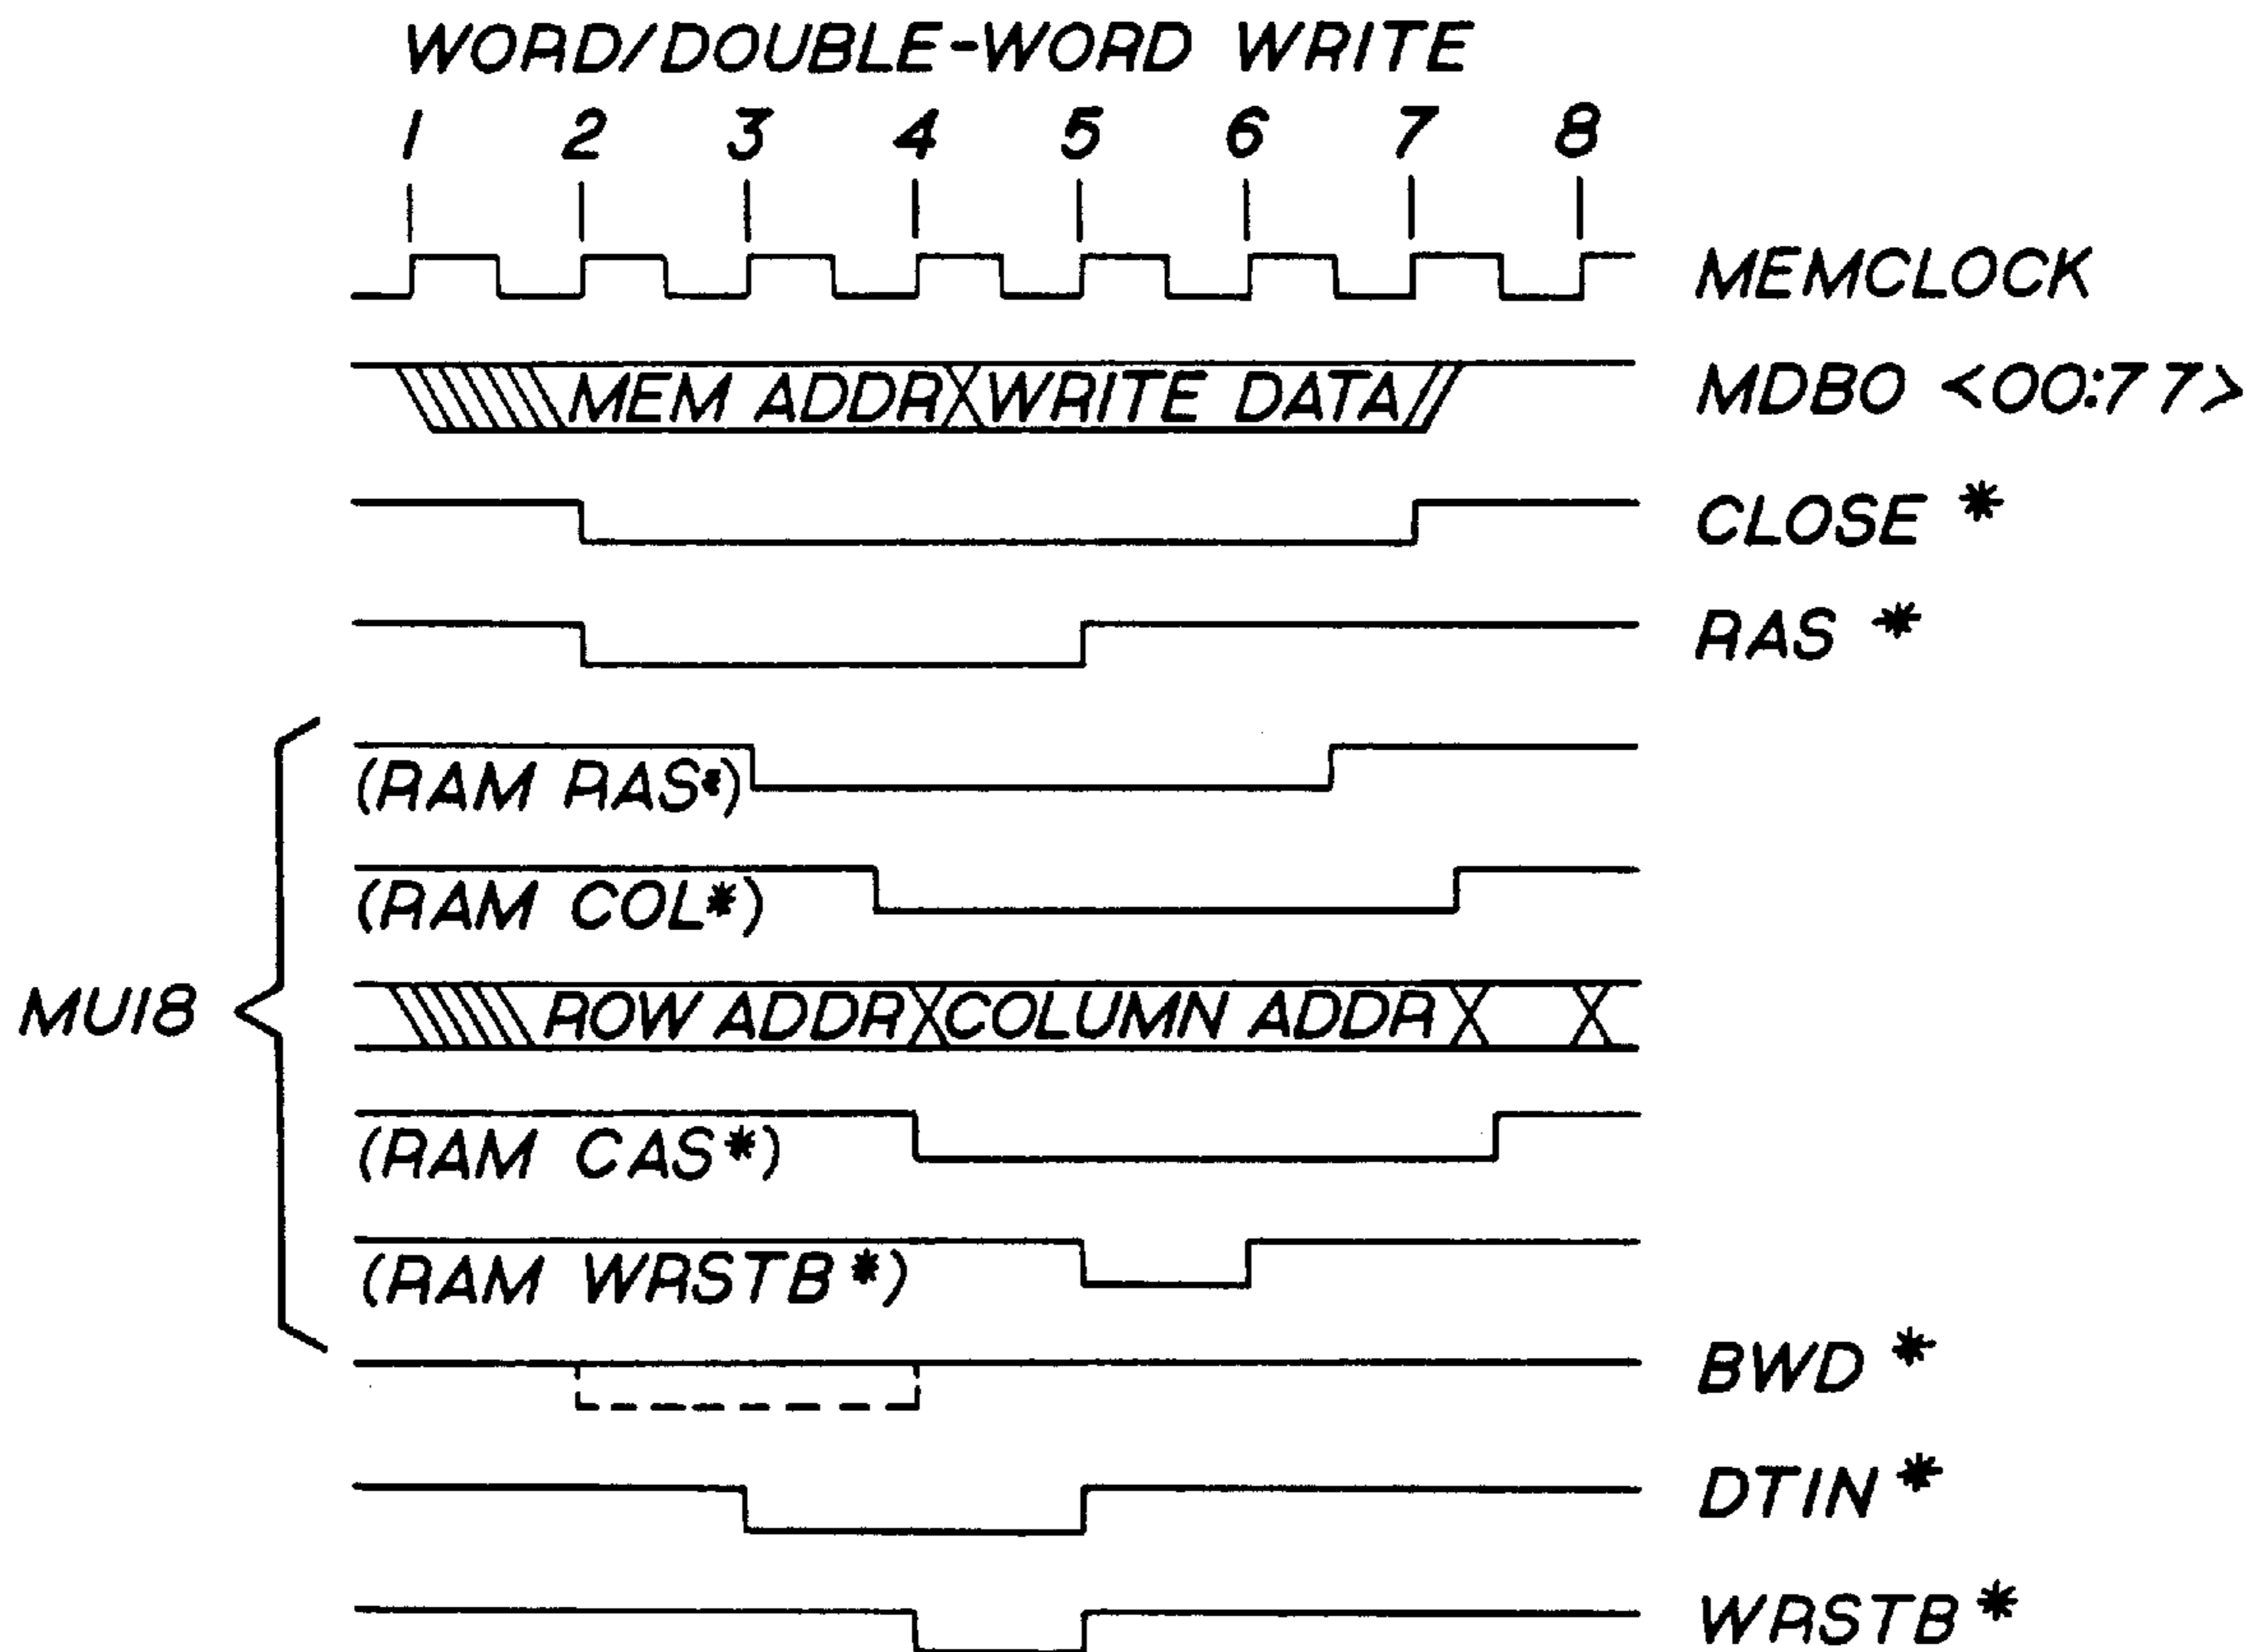 WORD/DOUBLE-WORD WRITE
1 2 3 4 5 6 7 8
MEMCLOCK
MEM ADDR WRITE DATA MDBO <00:77>
CLOSE *
RAS *
(RAM RAS*)
(RAM COL*)
MU18
ROW ADDR COLUMN ADDR
(RAM CAS*)
(RAM WRSTB*)
BWD *
DTIN *
WRSTB *